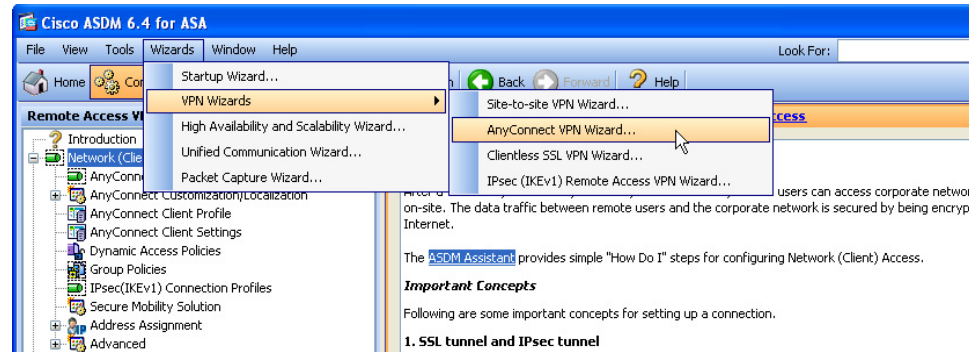 Cisco ASDM 6.4 for ASA
File View Tools Wizards Window Help Look For:
Home Back Forward Help
Startup Wizard...
VPN Wizards
High Availability and Scalability Wizard...
Unified Communication Wizard...
Packet Capture Wizard...
Site-to-site VPN Wizard...
AnyConnect VPN Wizard...
Clientless SSL VPN Wizard...
IPsec (IKEv1) Remote Access VPN Wizard...
Remote Access
Introduction
Network
AnyConnect Customization/Localization
AnyConnect Client Profile
AnyConnect Client Settings
Dynamic Access Policies
Group Policies
IPsec(IKEv1) Connection Profiles
Secure Mobility Solution
Address Assignment
Advanced
users can access corporate
on-site. The data traffic between remote users and the corporate network is secured by being
Internet.
The ASDM Assistant provides simple "How Do I" steps for configuring Network (Client) Access.
Important Concepts
Following are some important concepts for setting up a connection.
1. SSL tunnel and IPsec tunnel